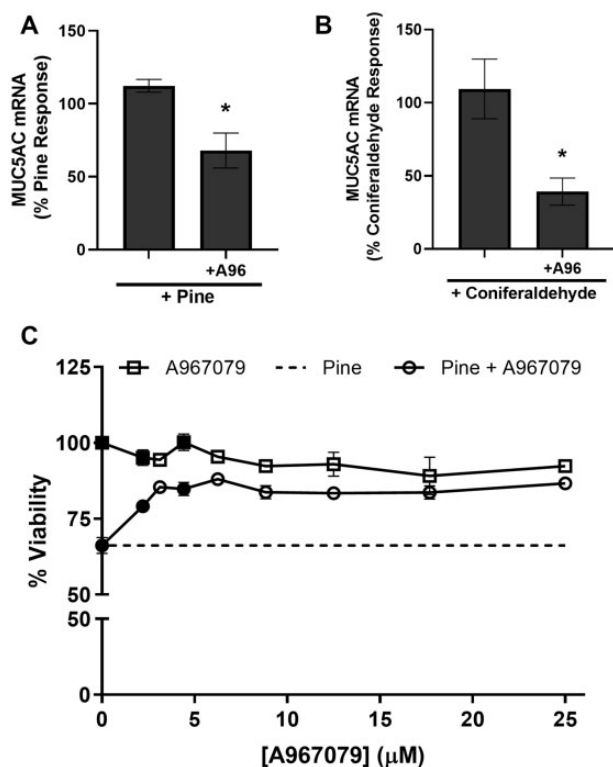 A
MUC5AC mRNA
(% Pine Response)
150
100
50
0
*
+A96
+ Pine
B
MUC5AC mRNA
(% Coniferaldehyde Response)
150
100
50
0
*
+A96
+ Coniferaldehyde
C
A967079 Pine Pine + A967079
% Viability
125
100
75
50
50
0
0 5 10 15 20 25
[A967079] (μM)